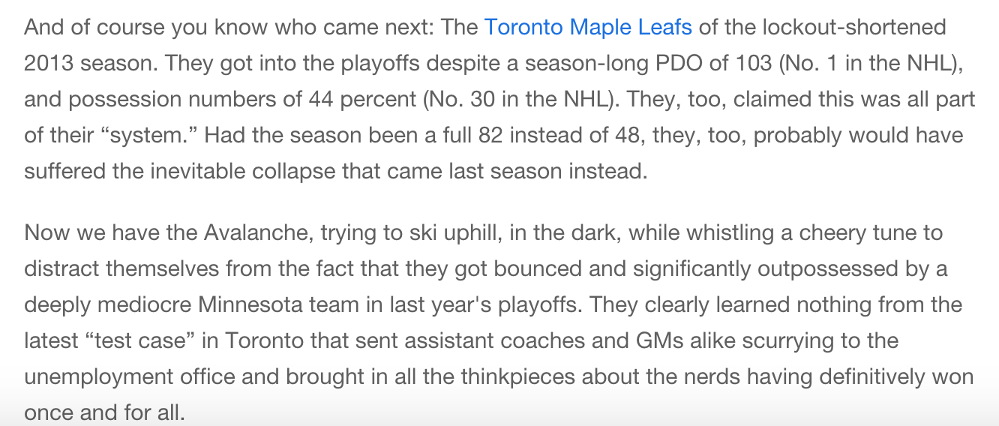 And of course you know who came next: The Toronto Maple Leafs of the lockout-shortened
2013 season. They got into the playoffs despite a season-long PDO of 103 (No. 1 in the NHL),
and possession numbers of 44 percent (No. 30 in the NHL). They, too, claimed this was all part
of their “system.” Had the season been a full 82 instead of 48, they, too, probably would have
suffered the inevitable collapse that came last season instead.
Now we have the Avalanche, trying to ski uphill, in the dark, while whistling a cheery tune to
distract themselves from the fact that they got bounced and significantly outpossessed by a
deeply mediocre Minnesota team in last year's playoffs. They clearly learned nothing from the
latest “test case” in Toronto that sent assistant coaches and GMs alike scurrying to the
unemployment office and brought in all the thinkpieces about the nerds having definitively won
once and for all.